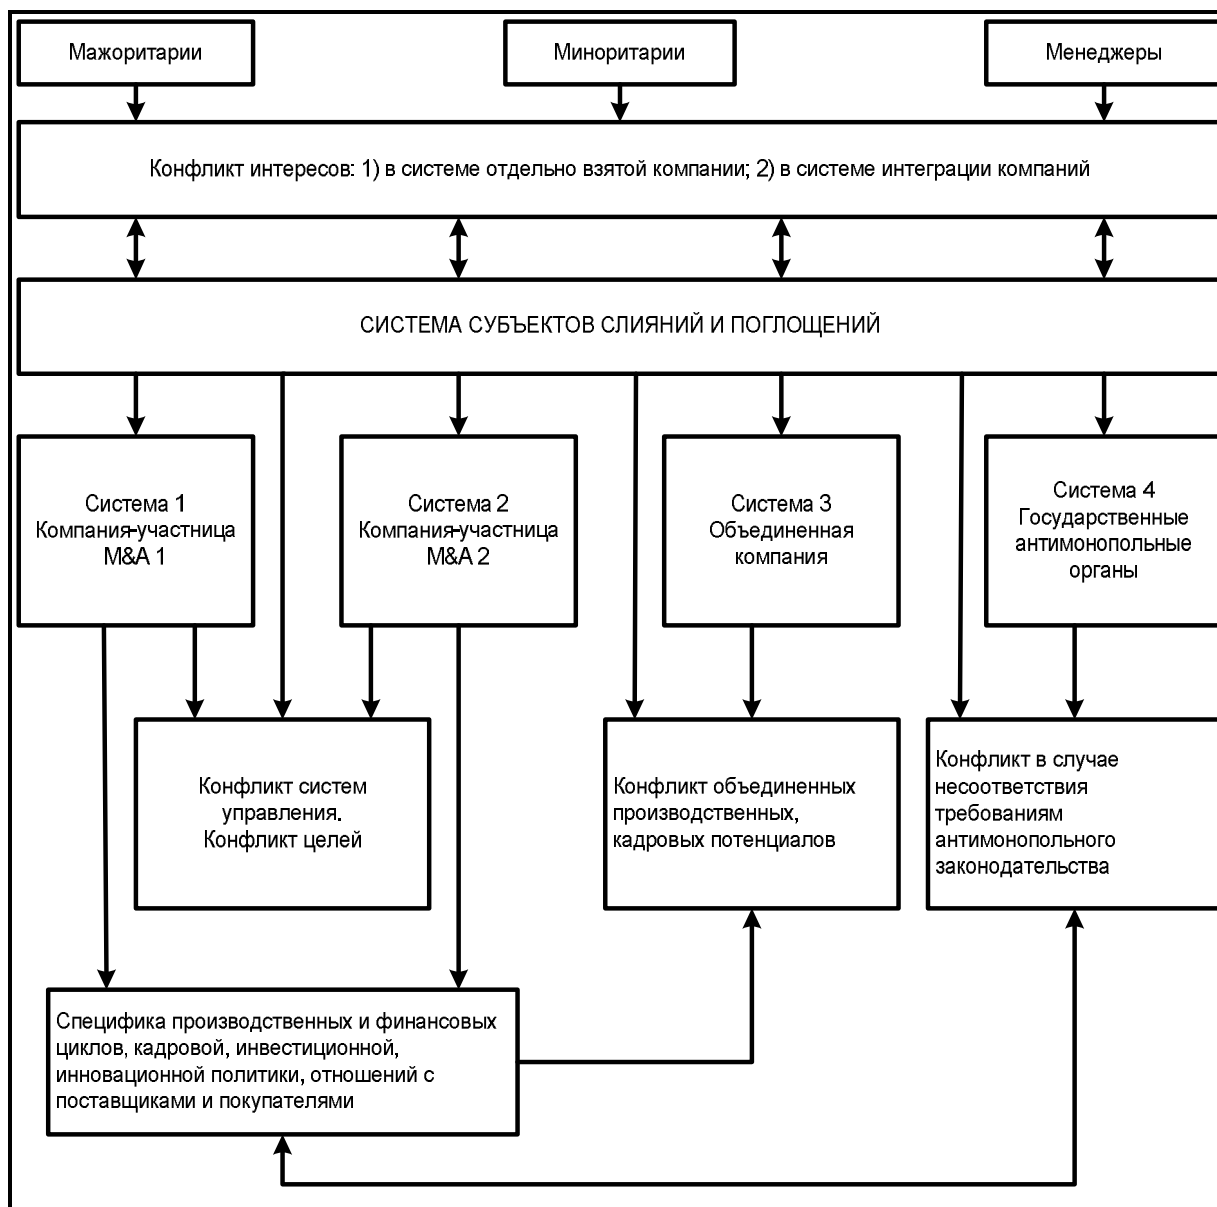 Мажоритарии
Миноритарии
Менеджеры
Конфликт интересов: 1) в системе отдельно взятой компании; 2) в системе интеграции компаний
СИСТЕМА СУБЪЕКТОВ СЛИЯНИЙ И ПОГЛОЩЕНИЙ
Система 1
Компания-участница
M&A 1
Система 2
Компания-участница
M&A 2
Система 3
Объединенная
компания
Система 4
Государственные
антимонопольные
органы
Конфликт систем
управления.
Конфликт целей
Конфликт объединенных
производственных,
кадровых потенциалов
Конфликт в случае
несоответствия
требованиям
антимонопольного
законодательства
Специфика производственных и финансовых
циклов, кадровой, инвестиционной,
инновационной политики, отношений с
поставщиками и покупателями